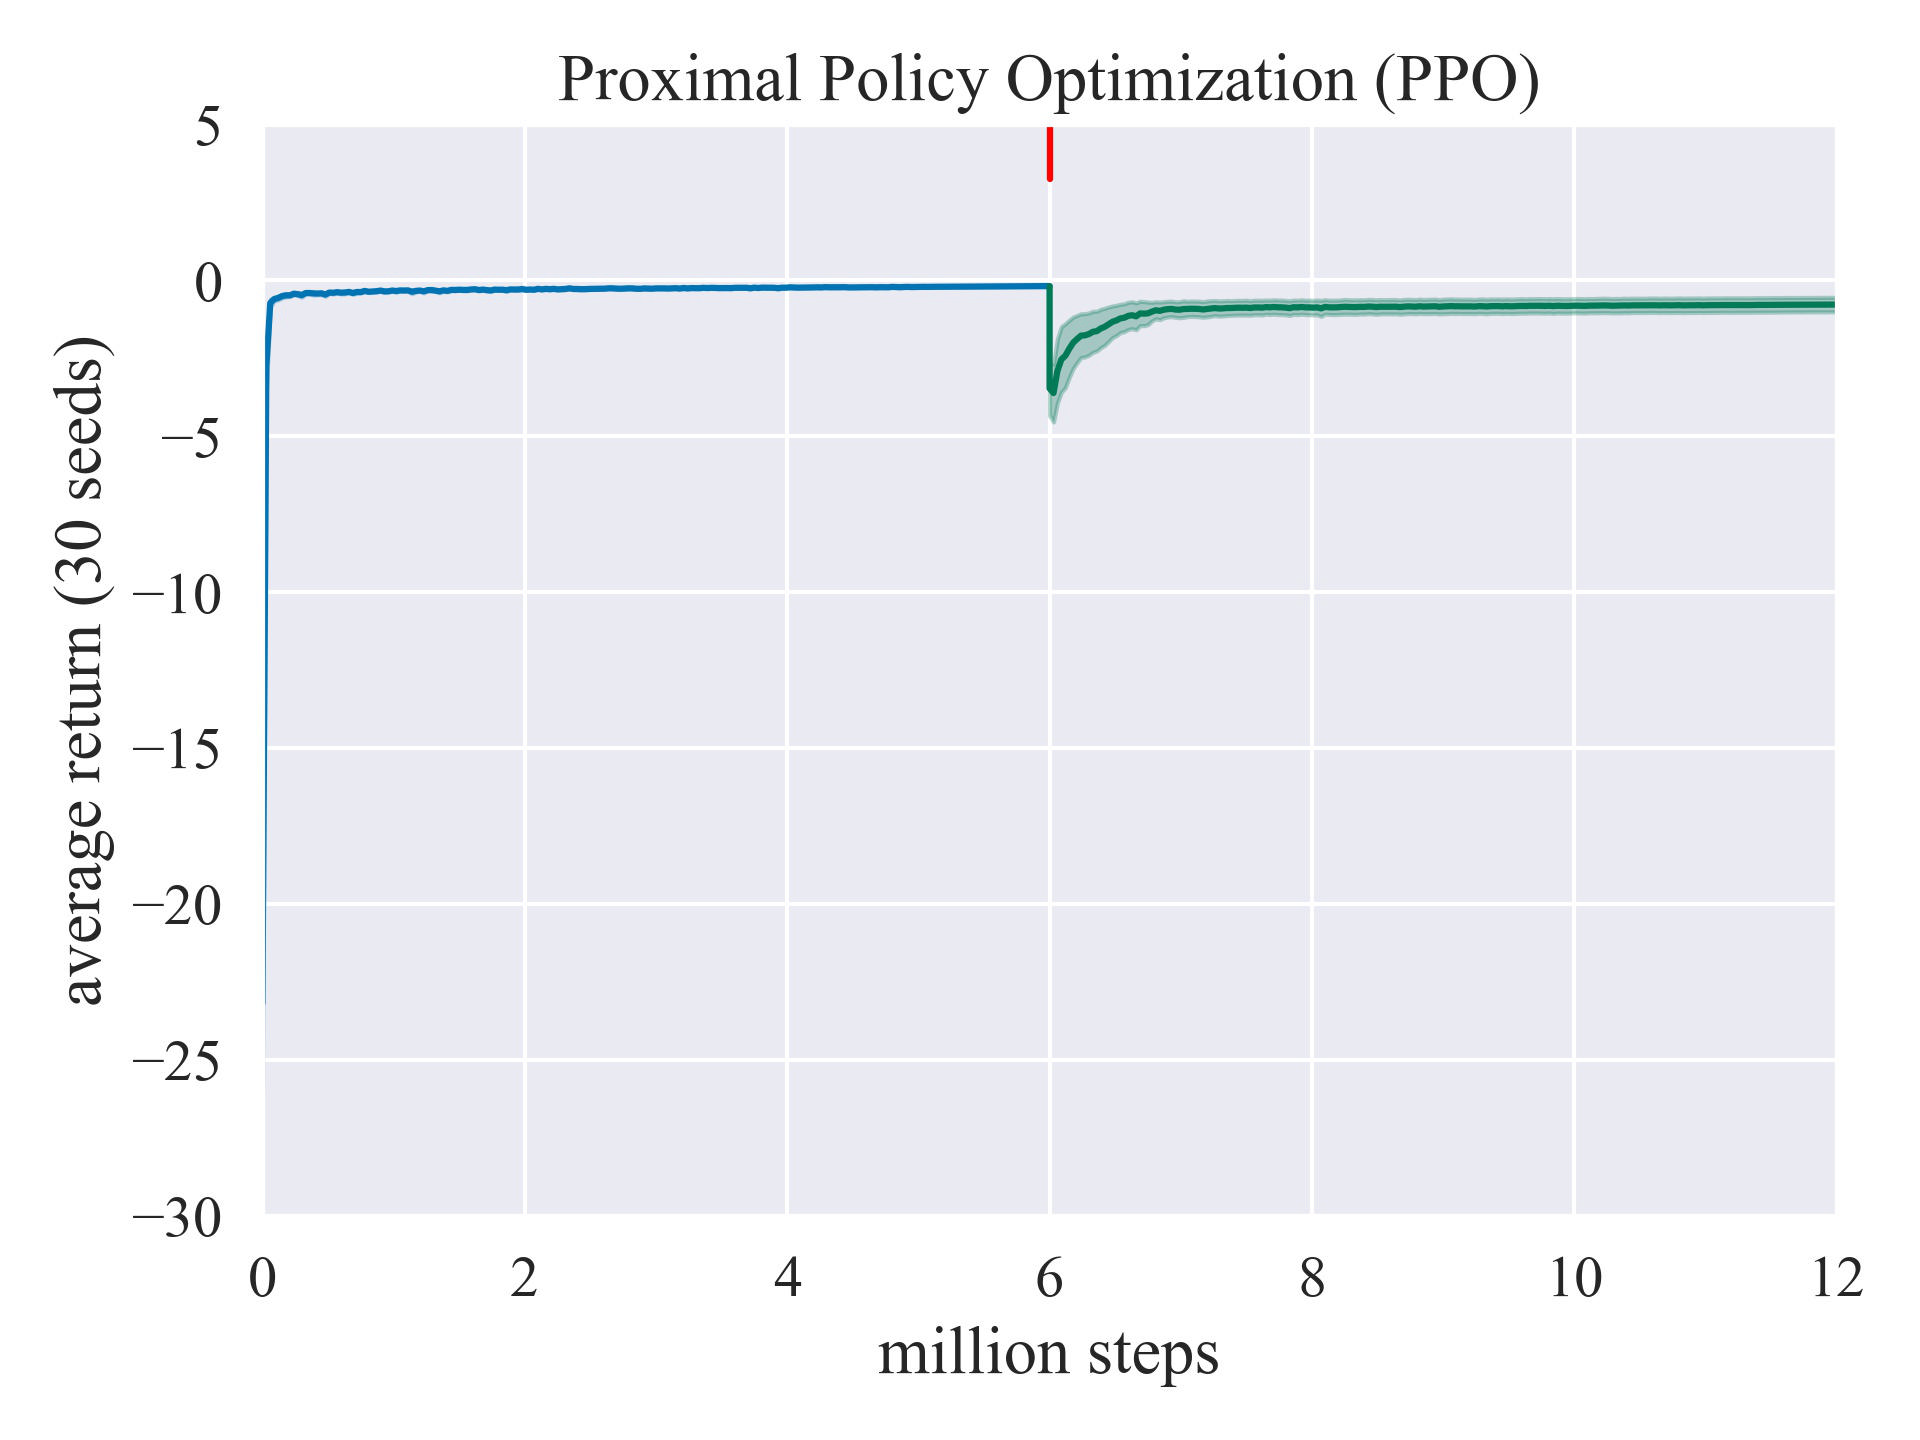 Proximal Policy Optimization (PPO)
5
0
−5
−10
−15
−20
−25
−30
average return (30 seeds)
0 2 4 6 8 10 12
million steps